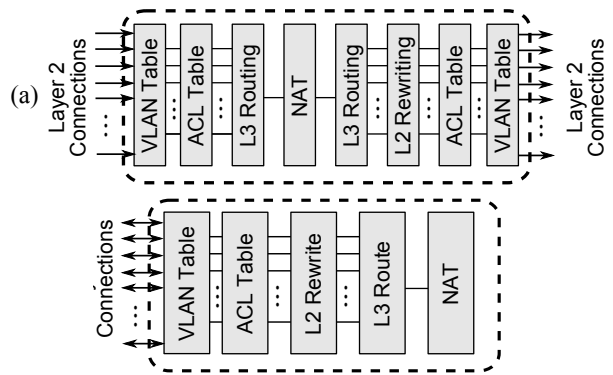 (a)
Layer 2
Connections
VLAN Table
ACL Table
L3 Routing
NAT
L3 Routing
L2 Rewriting
ACL Table
VLAN Table
Layer 2
Connections
Connections
VLAN Table
ACL Table
L2 Rewrite
L3 Route
NAT